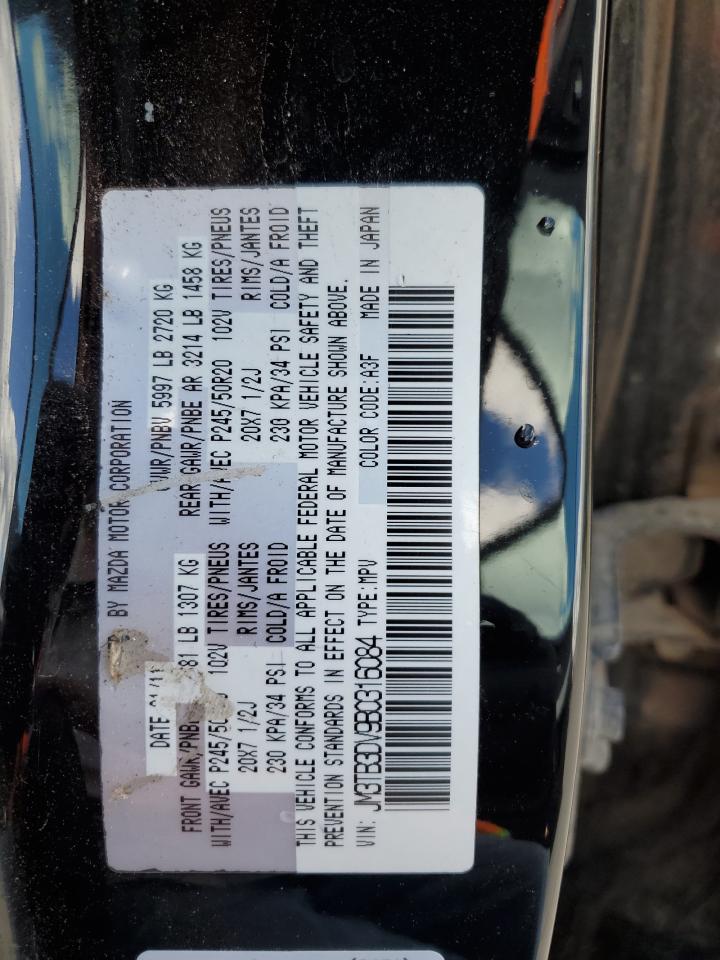 BY MAZDA MOTOR CORPORATION
DATE 01/11 GVWR/PNBV 5997 LB 2720 KG
FRONT GAWR/PNBE 81 LB 1307 KG REAR GAWR/PNBE AR 3214 LB 1458 KG
WITH/AVEC P245/50 102V TIRES/PNEUS WITH/AVEC P245/50R20 102V TIRES/PNEUS
20X7 1/2J RIMS/JANTES 20X7 1/2J RIMS/JANTES
230 KPA/34 PSI COLD/A FROID 230 KPA/34 PSI COLD/A FROID
THIS VEHICLE CONFORMS TO ALL APPLICABLE FEDERAL MOTOR VEHICLE SAFETY AND THEFT
PREVENTION STANDARDS IN EFFECT ON THE DATE OF MANUFACTURE SHOWN ABOVE.
VIN: JM3TB3DV9B0316084 TYPE:MPV COLOR CODE:A3F MADE IN JAPAN